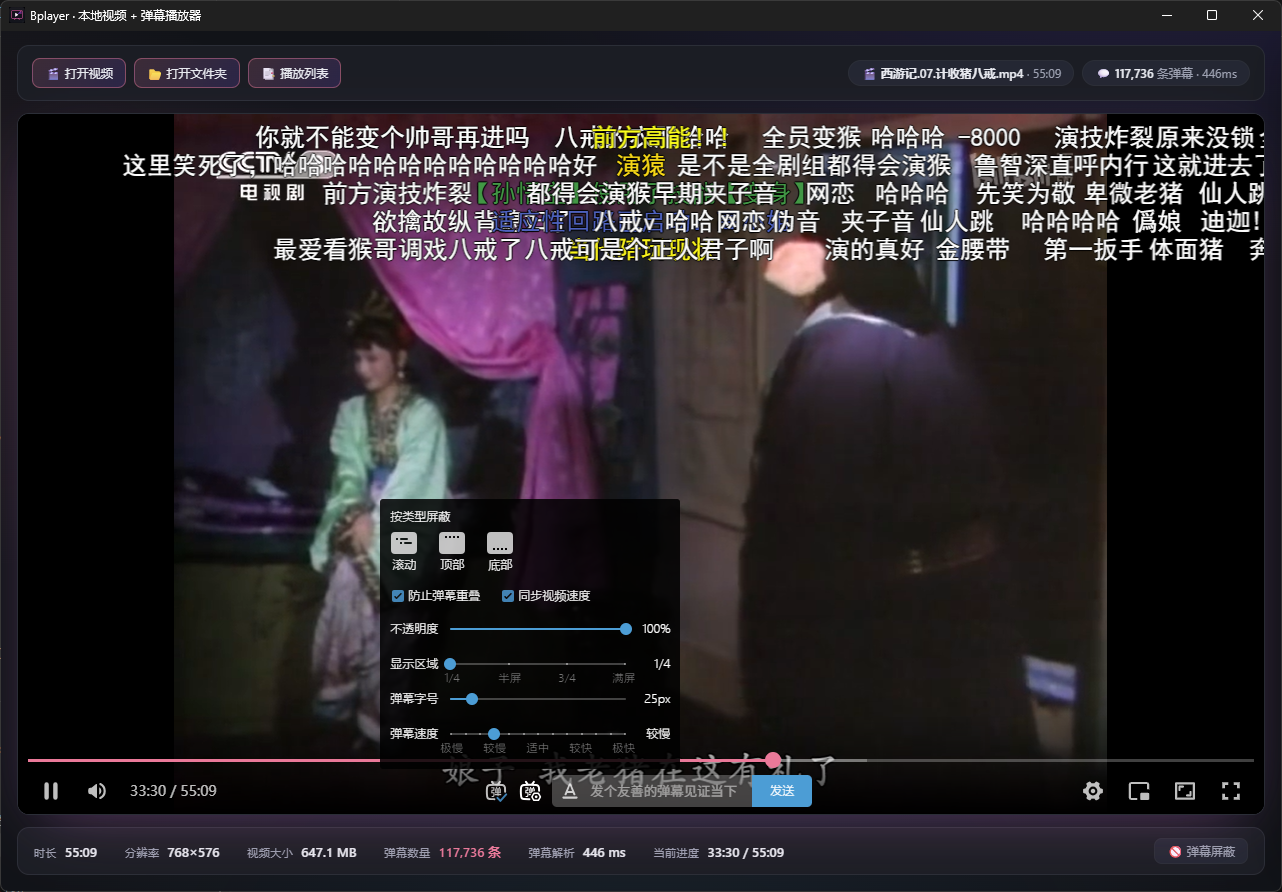 Bplayer · 本地视频 + 弹幕播放器
打开视频 打开文件夹 播放列表
西游记.07.计收猪八戒.mp4 · 55:09
117,736 条弹幕 · 446ms
你就不能变个帅哥再进吗 前方高能！！ 全员变猴 哈哈哈 -8000 演技炸裂原来没锁
这里笑死 哈哈哈哈哈哈哈哈哈哈哈哈好 演猿 是不是全剧组都得会演猴 鲁智深直呼内行 这就进去了
CCTV
电视剧
前方演技炸裂 都得会演猴早期夹子音 网恋 哈哈哈 先笑为敬 卑微老猪 仙人跳
欲擒故纵 八戒v 哈哈 网恋伪音 夹子音 仙人跳 哈哈哈哈 僞娘 迪迦!
最爱看猴哥调戏八戒了 八戒可是个正人君子啊 演的真好 金腰带 第一扳手 体面猪
按类型屏蔽
滚动 顶部 底部
防止弹幕重叠 同步视频速度
不透明度 100%
显示区域 1/4
1/4 半屏 3/4 满屏
弹幕字号 25px
弹幕速度 较慢
极慢 较慢 适中 较快 极快
娘子 我老猪在这有礼了
33:30 / 55:09
弹 弹 A 发个友善的弹幕见证当下 发送
时长 55:09 分辨率 768×576 视频大小 647.1 MB 弹幕数量 117,736 条 弹幕解析 446 ms 当前进度 33:30 / 55:09
弹幕屏蔽